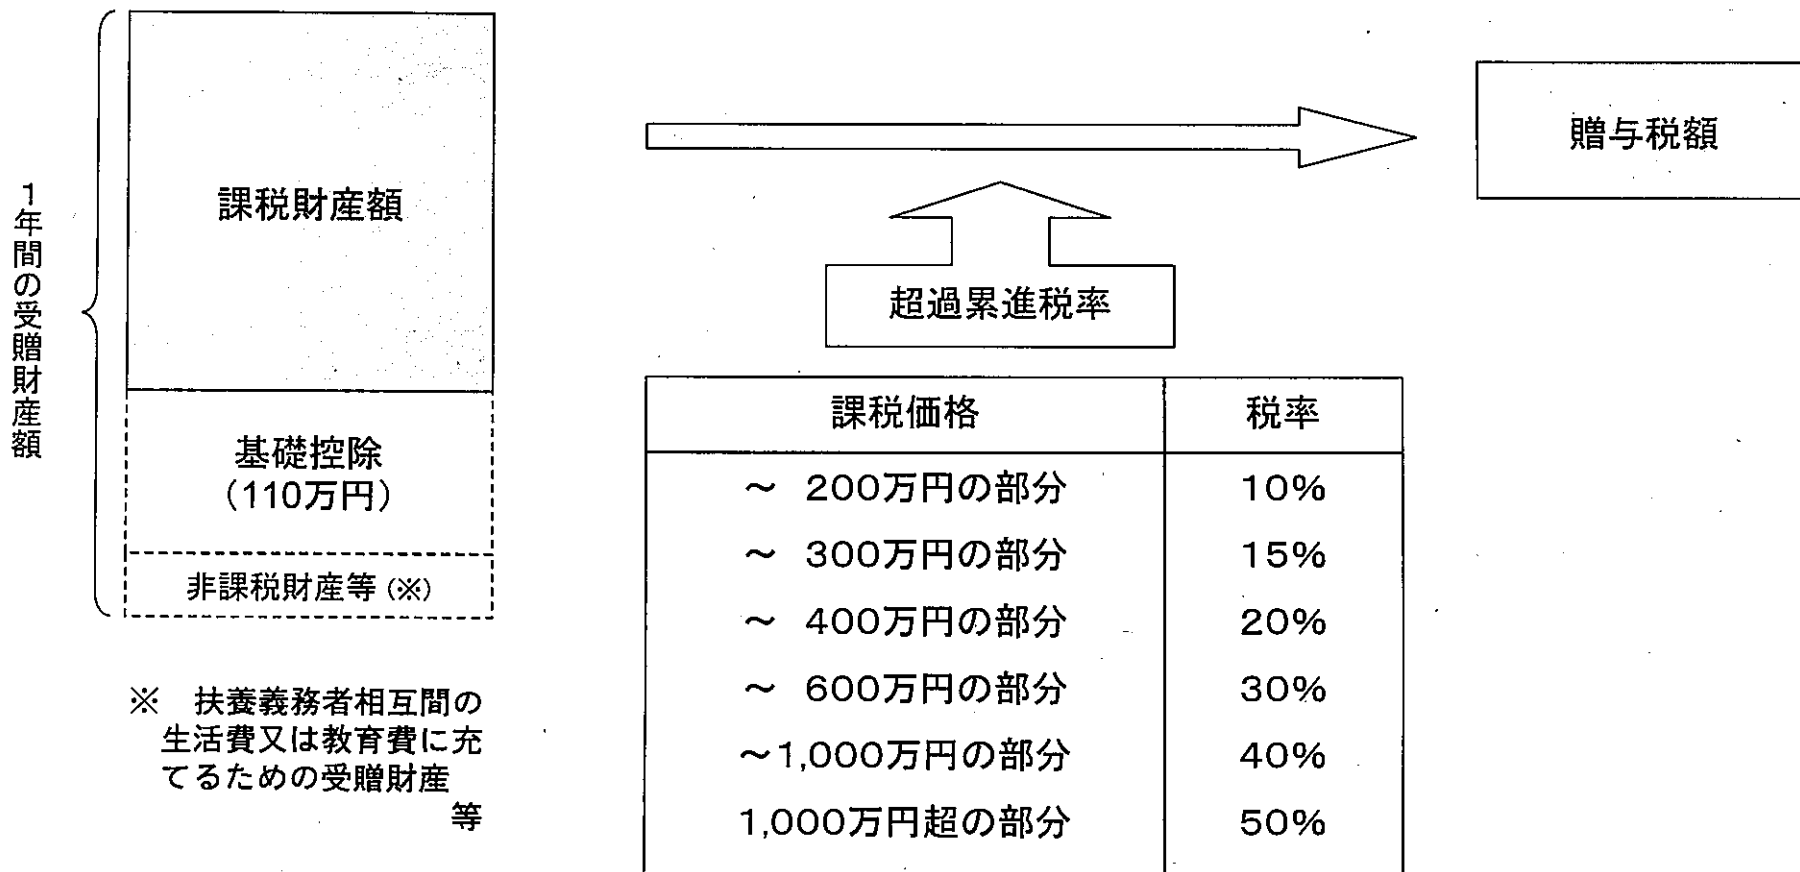 1年間の受贈財産額
課税財産額
基礎控除
（110万円）
非課税財産等（※）
※　扶養義務者相互間の
生活費又は教育費に充
てるための受贈財産
等
贈与税額
超過累進税率
課税価格　税率
～　200万円の部分　10%
～　300万円の部分　15%
～　400万円の部分　20%
～　600万円の部分　30%
～1,000万円の部分　40%
1,000万円超の部分　50%